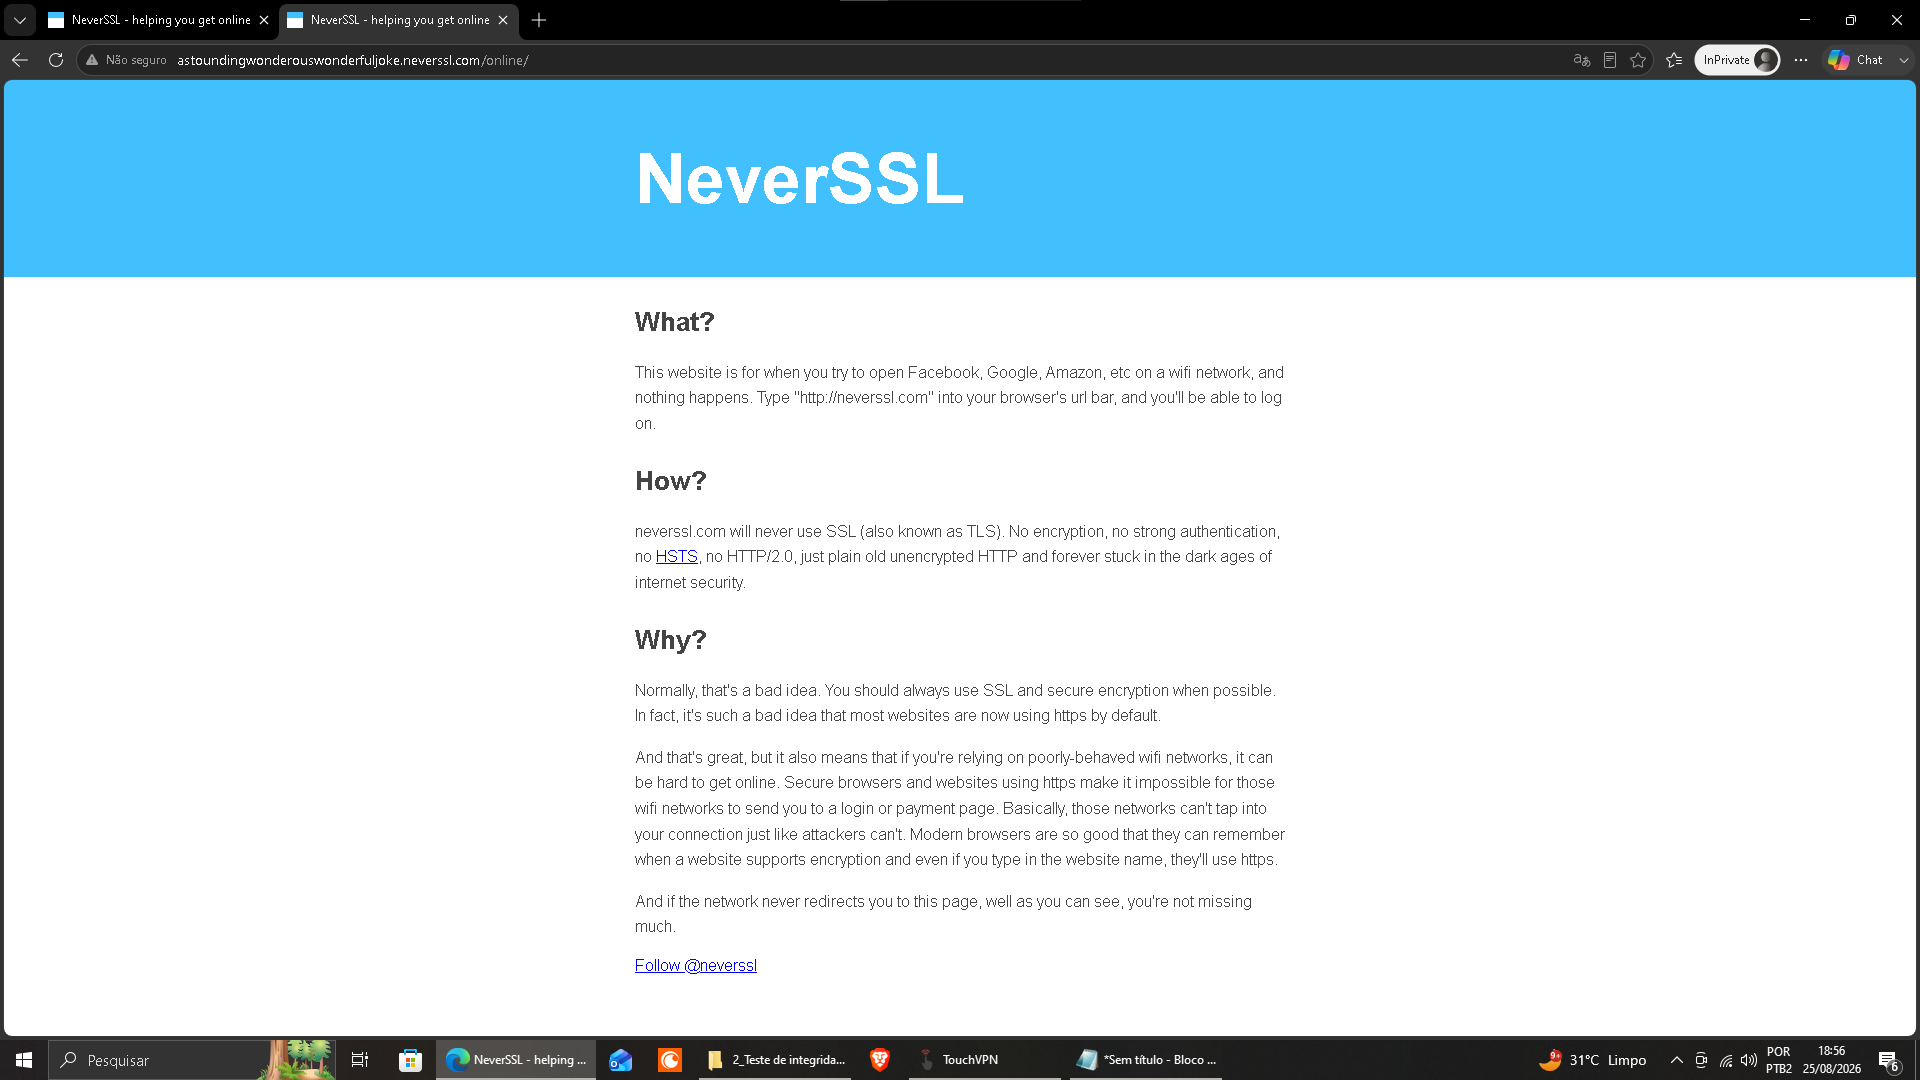 NeverSSL - helping you get online
NeverSSL - helping you get online
Não seguro
astoundingwonderouswonderfuljoke.neverssl.com/online/
InPrivate
Chat
NeverSSL
What?
This website is for when you try to open Facebook, Google, Amazon, etc on a wifi network, and
nothing happens. Type "http://neverssl.com" into your browser's url bar, and you'll be able to log
on.
How?
neverssl.com will never use SSL (also known as TLS). No encryption, no strong authentication,
no HSTS, no HTTP/2.0, just plain old unencrypted HTTP and forever stuck in the dark ages of
internet security.
Why?
Normally, that's a bad idea. You should always use SSL and secure encryption when possible.
In fact, it's such a bad idea that most websites are now using https by default.
And that's great, but it also means that if you're relying on poorly-behaved wifi networks, it can
be hard to get online. Secure browsers and websites using https make it impossible for those
wifi networks to send you to a login or payment page. Basically, those networks can't tap into
your connection just like attackers can't. Modern browsers are so good that they can remember
when a website supports encryption and even if you type in the website name, they'll use https.
And if the network never redirects you to this page, well as you can see, you're not missing
much.
Follow @neverssl
Pesquisar
NeverSSL - helping ...
2_Teste de integrida...
TouchVPN
*Sem título - Bloco ...
9+
31°C Limpo
POR
PTB2
18:56
25/08/2026
6